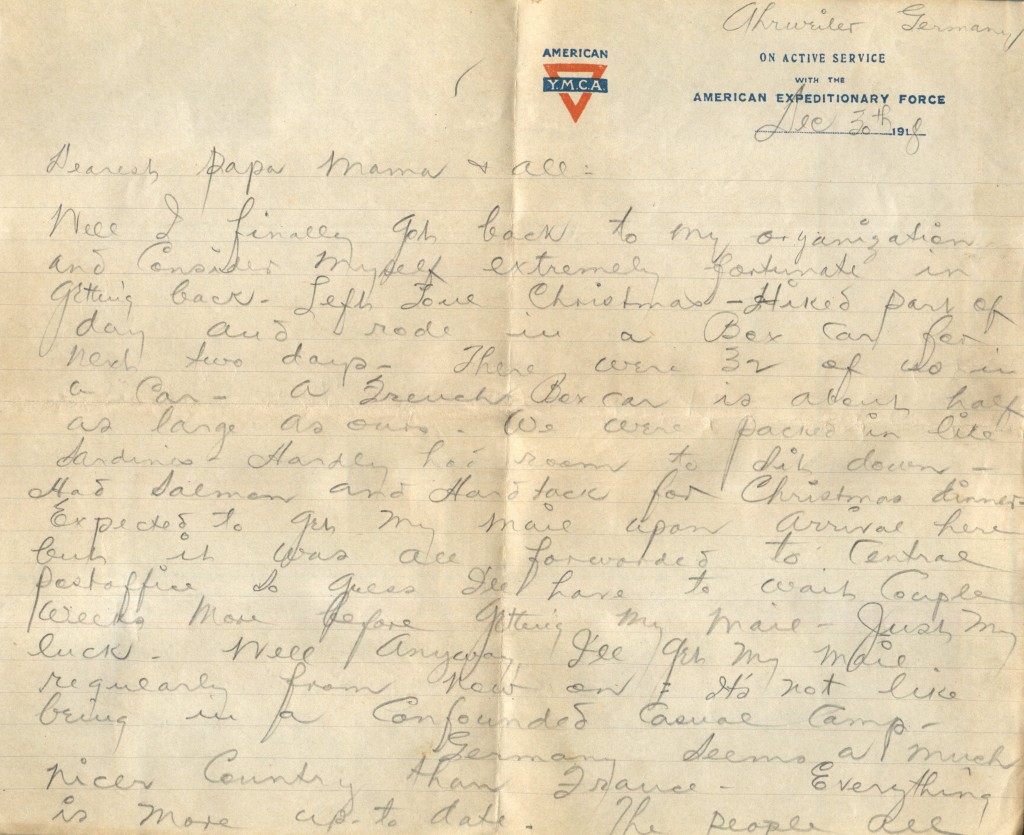 Ahrweiler Germany
AMERICAN
Y.M.C.A.
ON ACTIVE SERVICE
WITH THE
AMERICAN EXPEDITIONARY FORCE
Dec 30th 1918
Dearest Papa Mama & all:
Well I finally got back to my organization
and Consider Myself extremely fortunate in
Getting back - Left Toul Christmas - Hiked part of
day and rode in a Box Car for
Next two days - There were 32 of us in
a Car - A French Box Car is about half
as large as ours. We were packed in like
Sardines - Hardly had room to sit down -
Had Salmon and Hardtack for Christmas dinner -
Expected to get My Mail upon Arrival here
but it was all forwarded to Central
Postoffice so guess I'll have to wait Couple
Weeks More before Getting My Mail - Just My
luck - Well Anyway, I'll get My Mail
regularly from Now on = It's Not like
being in a Confounded Casual Camp -
Germany Seems a Much
Nicer Country than France - Everything
is More up-to date. The people all